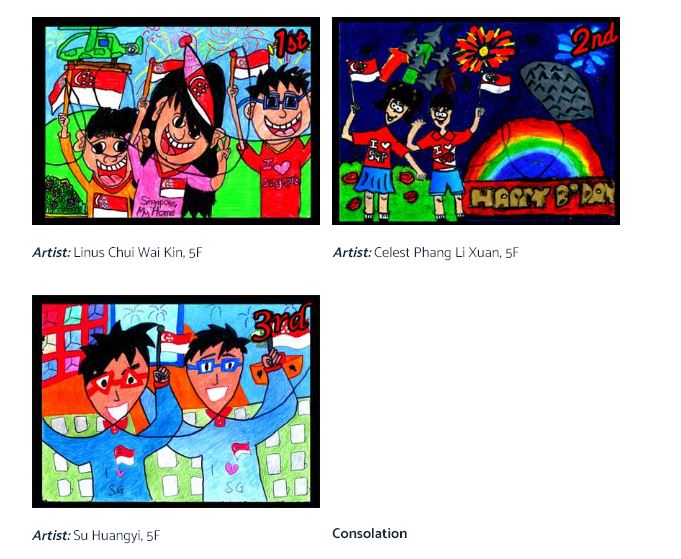 1st
Singapore,
My Home
I
Singapore
Artist: Linus Chui Wai Kin, 5F
2nd
I
SGP
I
HAPPY B'DAY
Artist: Celest Phang Li Xuan, 5F
3rd
I
SG
I
SG
Artist: Su Huangyi, 5F
Consolation